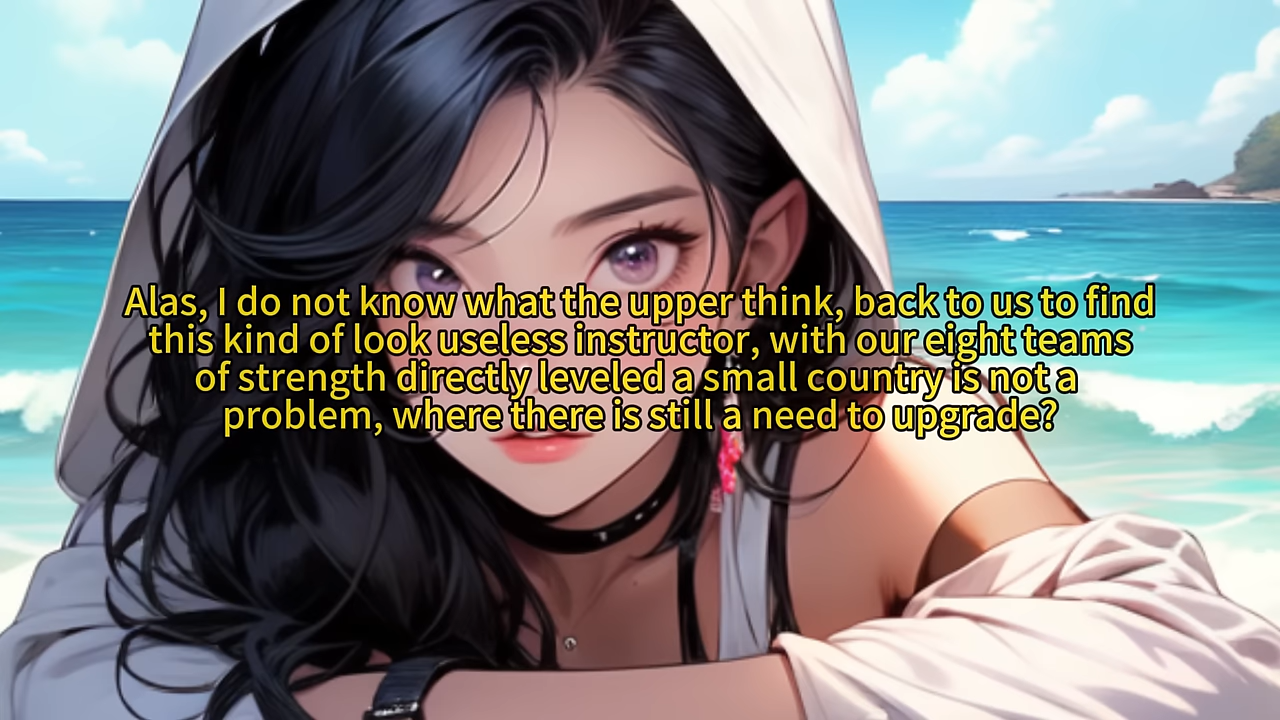 Alas, I do not know what the upper think, back to us to find
this kind of look useless instructor, with our eight teams
of strength directly leveled a small country is not a
problem, where there is still a need to upgrade?